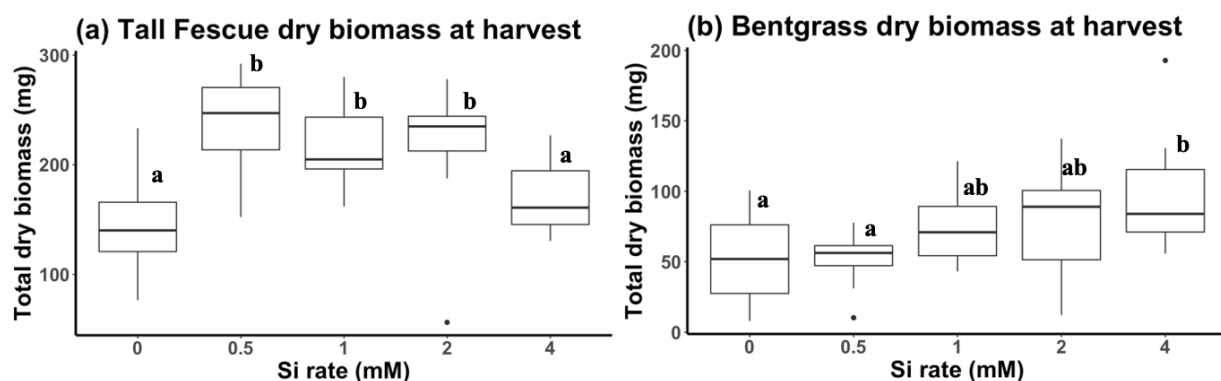 (a) Tall Fescue dry biomass at harvest
Total dry biomass (mg)
300
200
100
a
b
b
b
a
0 0.5 1 2 4
Si rate (mM)
(b) Bentgrass dry biomass at harvest
Total dry biomass (mg)
200
150
100
50
0
a
a
ab
ab
b
0 0.5 1 2 4
Si rate (mM)